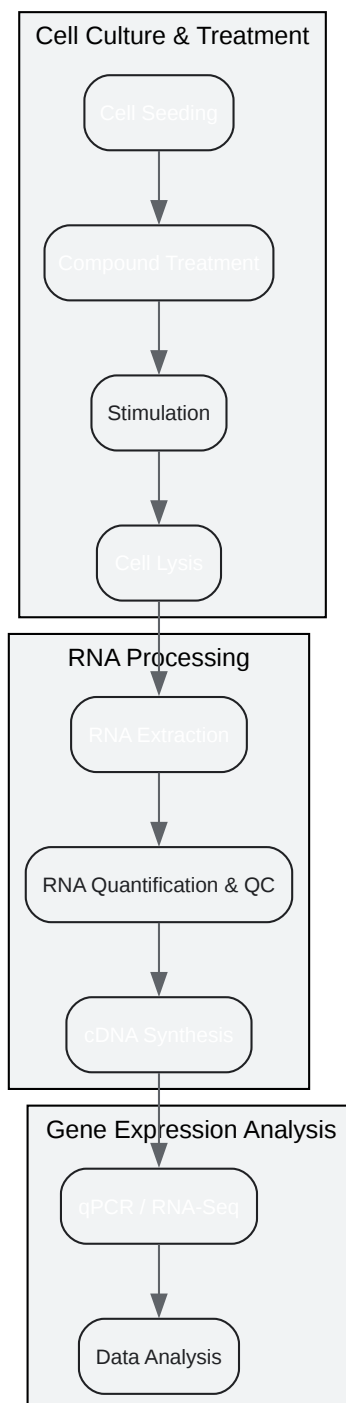 Cell Culture & Treatment
Cell Seeding
Compound Treatment
Stimulation
Cell Lysis
RNA Processing
RNA Extraction
RNA Quantification & QC
cDNA Synthesis
Gene Expression Analysis
qPCR / RNA-Seq
Data Analysis